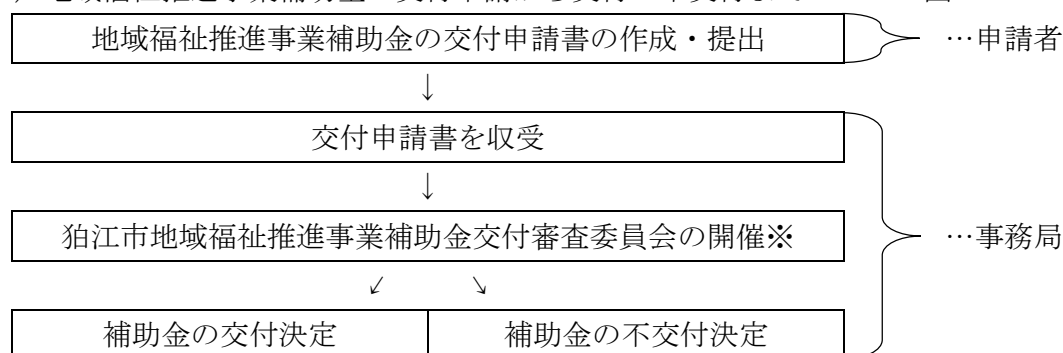 地域福祉推進事業補助金の交付申請書の作成・提出 …申請者
↓
交付申請書を収受
↓
狛江市地域福祉推進事業補助金交付審査委員会の開催※ …事務局
↙ ↘
補助金の交付決定 補助金の不交付決定